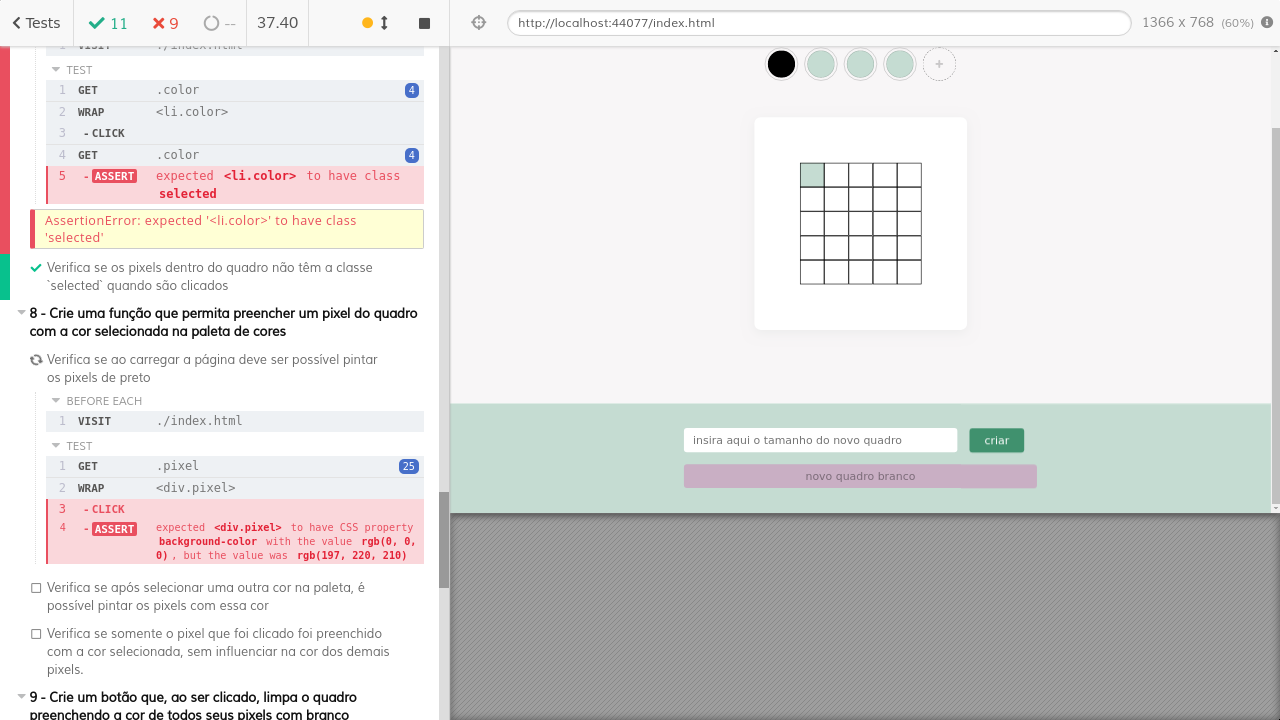 Tests
11
9
--
37.40
http://localhost:44077/index.html
1366 x 768 (60%)
1 VISIT ./index.html
TEST
1 GET .color 4
2 WRAP <li.color>
3 - CLICK
4 GET .color 4
5 - ASSERT expected <li.color> to have class
selected
AssertionError: expected '<li.color>' to have class
'selected'
Verifica se os pixels dentro do quadro não têm a classe
`selected` quando são clicados
8 - Crie uma função que permita preencher um pixel do quadro
com a cor selecionada na paleta de cores
Verifica se ao carregar a página deve ser possível pintar
os pixels de preto
BEFORE EACH
1 VISIT ./index.html
TEST
1 GET .pixel 25
2 WRAP <div.pixel>
3 - CLICK
4 - ASSERT expected <div.pixel> to have CSS property
background-color with the value rgb(0, 0,
0), but the value was rgb(197, 220, 210)
Verifica se após selecionar uma outra cor na paleta, é
possível pintar os pixels com essa cor
Verifica se somente o pixel que foi clicado foi preenchido
com a cor selecionada, sem influenciar na cor dos demais
pixels.
9 - Crie um botão que, ao ser clicado, limpa o quadro
preenchendo a cor de todos seus pixels com branco
+
insira aqui o tamanho do novo quadro
criar
novo quadro branco